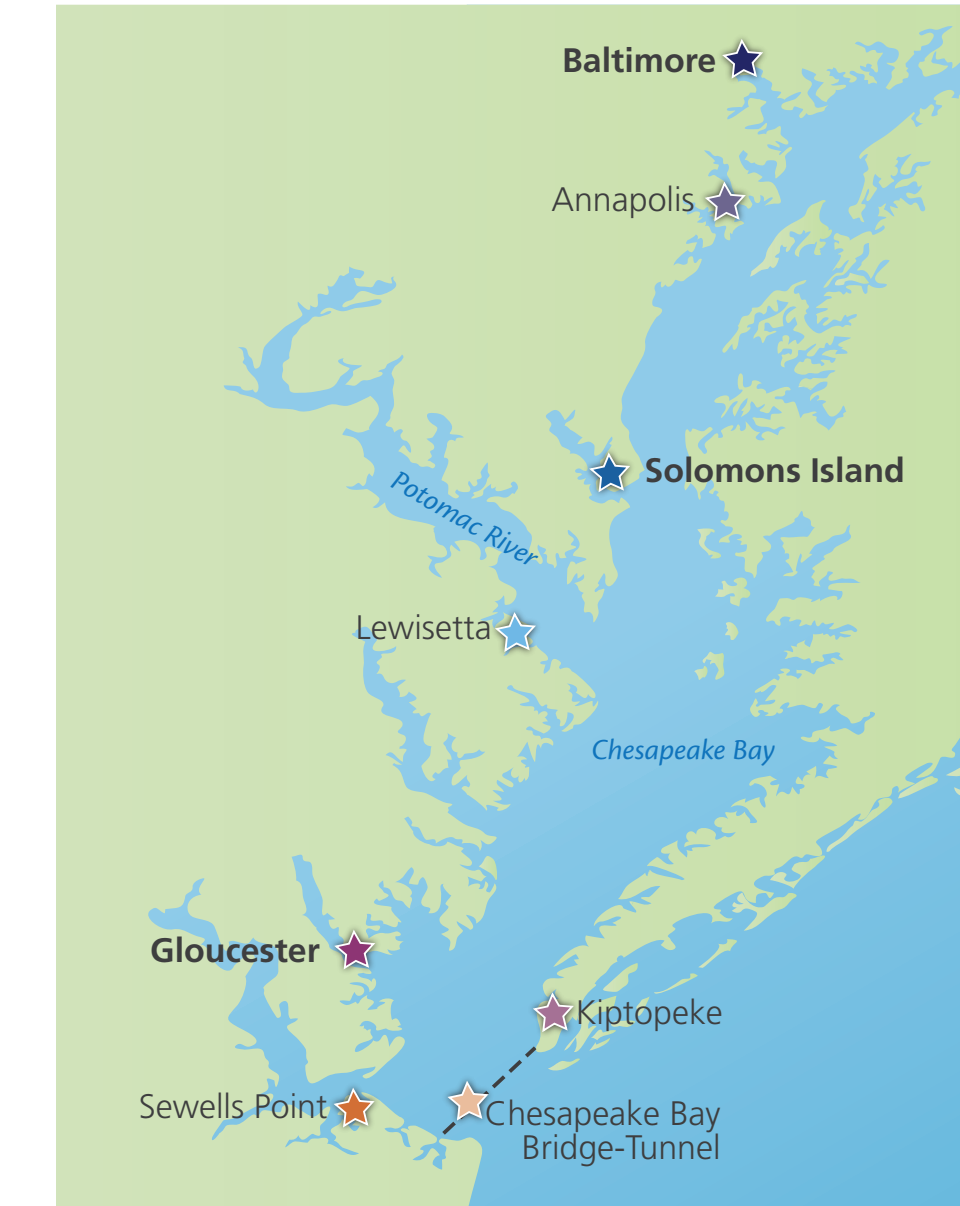 Baltimore
Annapolis
Solomons Island
Potomac River
Lewisetta
Chesapeake Bay
Gloucester
Kiptopeke
Sewells Point
Chesapeake Bay
Bridge-Tunnel